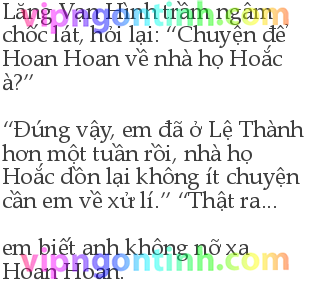 Lăng Vạn Hình trầm ngâm
chốc lát, hỏi lại: “Chuyện để
Hoan Hoan về nhà họ Hoắc
à?”
“Đúng vậy, em đã ở Lệ Thành
hơn một tuần rồi, nhà họ
Hoắc dồn lại không ít chuyện
cần em về xử lí.” “Thật ra...
em biết anh không nỡ xa
Hoan Hoan.
vipngontinh.com
vipngontinh.com